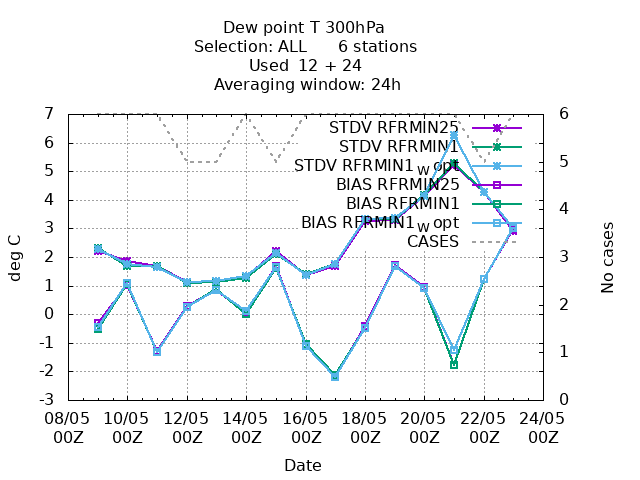 Dew point T 300hPa
Selection: ALL      6 stations
Used  12 + 24
Averaging window: 24h
deg C
No cases
7
6
5
4
3
2
1
0
-1
-2
-3
6
5
4
3
2
1
0
STDV RFRMIN25
STDV RFRMIN1
STDV RFRMIN1_w opt
BIAS RFRMIN25
BIAS RFRMIN1
BIAS RFRMIN1_w opt
CASES
08/05 10/05 12/05 14/05 16/05 18/05 20/05 22/05 24/05
00Z 00Z 00Z 00Z 00Z 00Z 00Z 00Z 00Z
Date